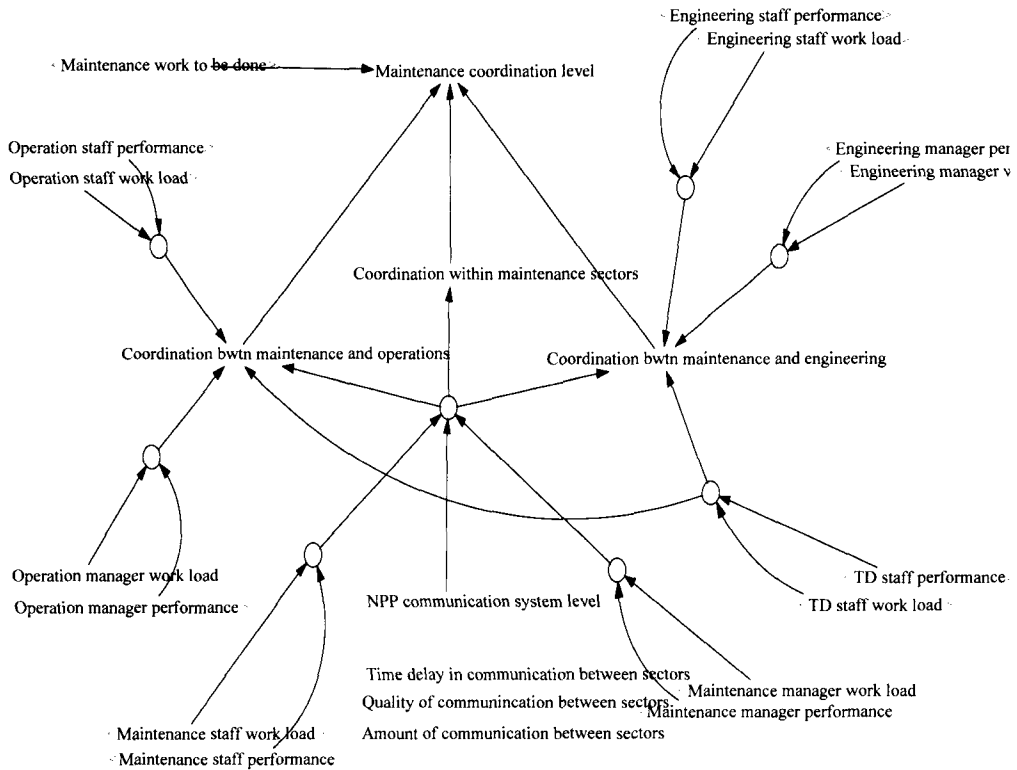 Engineering staff performance
Engineering staff work load
Maintenance work to be done
Maintenance coordination level
Operation staff performance
Operation staff work load
Engineering manager per
Engineering manager
Coordination within maintenance sectors
Coordination bwtn maintenance and operations
Coordination bwtn maintenance and engineering
Operation manager work load
Operation manager performance
NPP communication system level
TD staff performance
TD staff work load
Time delay in communication between sectors
Quality of communincation between sectors
Amount of communication between sectors
Maintenance manager work load
Maintenance manager performance
Maintenance staff work load
Maintenance staff performance